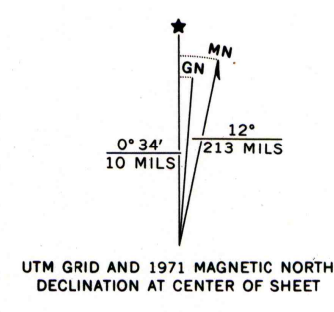 MN
GN
0° 34′
10 MILS
12°
213 MILS
UTM GRID AND 1971 MAGNETIC NORTH
DECLINATION AT CENTER OF SHEET